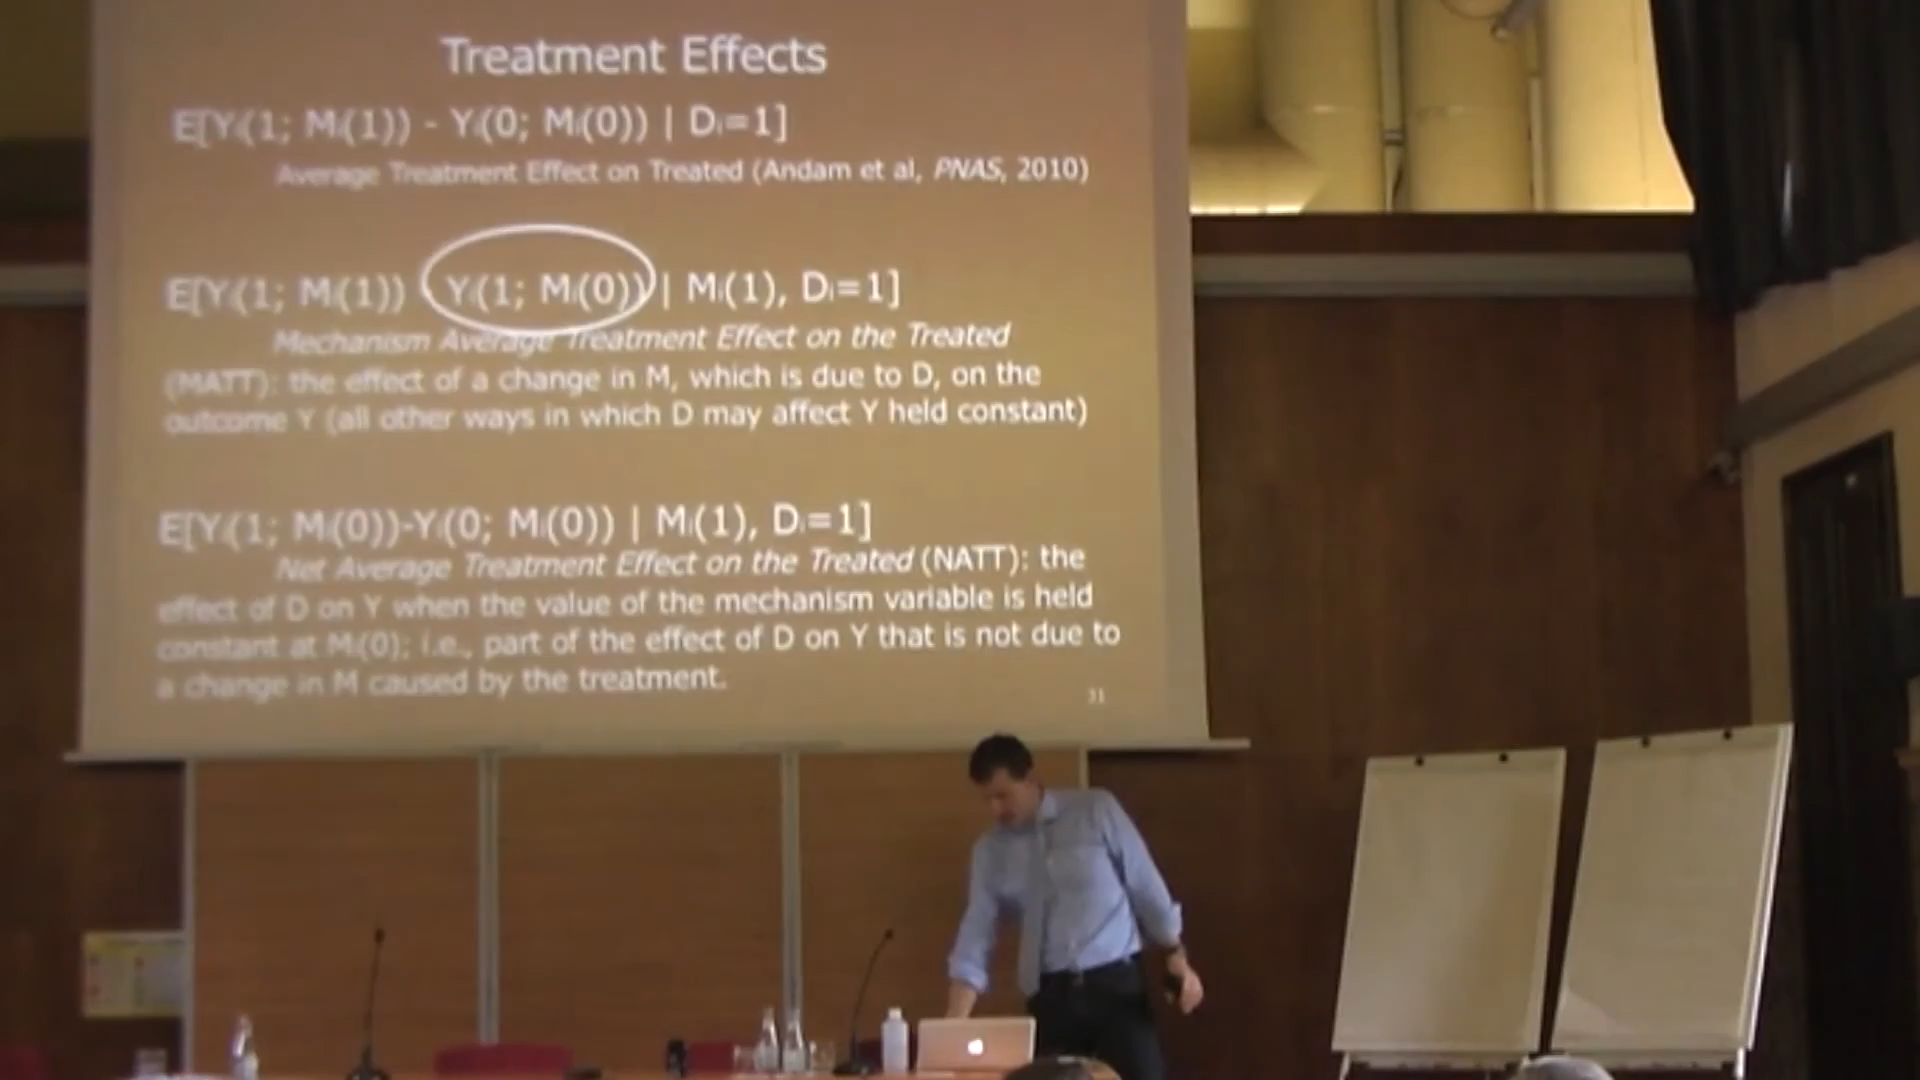 Treatment Effects
E[Yᵢ(1; Mᵢ(1)) - Yᵢ(0; Mᵢ(0)) | Dᵢ=1]
Average Treatment Effect on Treated (Andam et al, PNAS, 2010)
E[Yᵢ(1; Mᵢ(1)) Yᵢ(1; Mᵢ(0)) | Mᵢ(1), Dᵢ=1]
Mechanism Average Treatment Effect on the Treated
(MATT): the effect of a change in M, which is due to D, on the
outcome Y (all other ways in which D may affect Y held constant)
E[Yᵢ(1; Mᵢ(0))-Yᵢ(0; Mᵢ(0)) | Mᵢ(1), Dᵢ=1]
Net Average Treatment Effect on the Treated (NATT): the
effect of D on Y when the value of the mechanism variable is held
constant at Mᵢ(0); i.e., part of the effect of D on Y that is not due to
a change in M caused by the treatment.
31